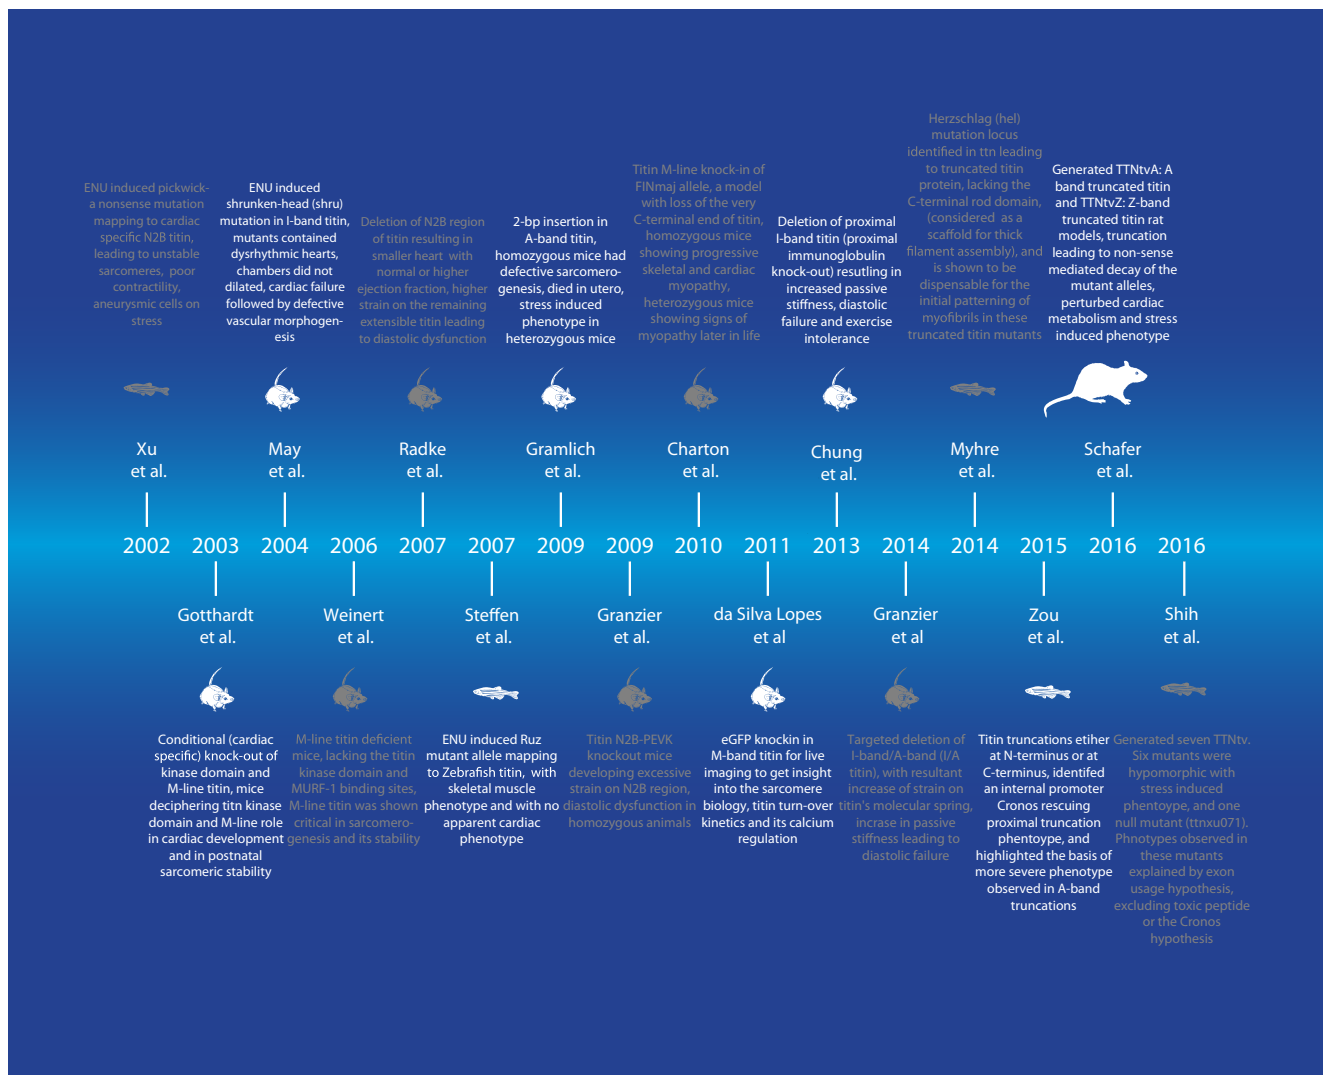 ENU induced pickwick-
a nonsense mutation
mapping to cardiac
specific N2B titin,
leading to unstable
sarcomeres, poor
contractility,
aneurysmic cells on
stress
ENU induced
shrunken-head (shru)
mutation in I-band titin,
mutants contained
dysrhythmic hearts,
chambers did not
dilated, cardiac failure
followed by defective
vascular morphogen-
esis
Deletion of N2B region
of titin resulting in
smaller heart with
normal or higher
ejection fraction, higher
strain on the remaining
extensible titin leading
to diastolic dysfunction
2-bp insertion in
A-band titin,
homozygous mice had
defective sarcomero-
genesis, died in utero,
stress induced
phenotype in
heterozygous mice
Titin M-line knock-in of
FINmaj allele, a model
with loss of the very
C-terminal end of titin,
homozygous mice
showing progressive
skeletal and cardiac
myopathy,
heterozygous mice
showing signs of
myopathy later in life
Deletion of proximal
I-band titin (proximal
immunoglobulin
knock-out) resutling in
increased passive
stiffness, diastolic
failure and exercise
intolerance
Herzschlag (hel)
mutation locus
identified in ttn leading
to truncated titin
protein, lacking the
C-terminal rod domain,
(considered as a
scaffold for thick
filament assembly), and
is shown to be
dispensable for the
initial patterning of
myofibrils in these
truncated titin mutants
Generated TTNtvA: A
band truncated titin
and TTNtvZ: Z-band
truncated titin rat
models, truncation
leading to non-sense
mediated decay of the
mutant alleles,
perturbed cardiac
metabolism and stress
induced phenotype
Xu
et al.
May
et al.
Radke
et al.
Gramlich
et al.
Charton
et al.
Chung
et al.
Myhre
et al.
Schafer
et al.
2002 2003 2004 2006 2007 2007 2009 2009 2010 2011 2013 2014 2014 2015 2016 2016
Gotthardt
et al.
Weinert
et al.
Steffen
et al.
Granzier
et al.
da Silva Lopes
et al
Granzier
et al
Zou
et al.
Shih
et al.
Conditional (cardiac
specific) knock-out of
kinase domain and
M-line titin, mice
deciphering titn kinase
domain and M-line role
in cardiac development
and in postnatal
sarcomeric stability
M-line titin deficient
mice, lacking the titin
kinase domain and
MURF-1 binding sites,
M-line titin was shown
critical in sarcomero-
genesis and its stability
ENU induced Ruz
mutant allele mapping
to Zebrafish titin, with
skeletal muscle
phenotype and with no
apparent cardiac
phenotype
Titin N2B-PEVK
knockout mice
developing excessive
strain on N2B region,
diastolic dysfunction in
homozygous animals
eGFP knockin in
M-band titin for live
imaging to get insight
into the sarcomere
biology, titin turn-over
kinetics and its calcium
regulation
Targeted deletion of
I-band/A-band (I/A
titin), with resultant
increase of strain on
titin's molecular spring,
increase in passive
stiffness leading to
diastolic failure
Titin truncations etiher
at N-terminus or at
C-terminus, identifed
an internal promoter
Cronos rescuing
proximal truncation
phentoype, and
highlighted the basis of
more severe phenotype
observed in A-band
truncations
Generated seven TTNtv.
Six mutants were
hypomorphic with
stress induced
phentoype, and one
null mutant (ttnxu071).
Phnotypes observed in
these mutants
explained by exon
usage hypothesis,
excluding toxic peptide
or the Cronos
hypothesis